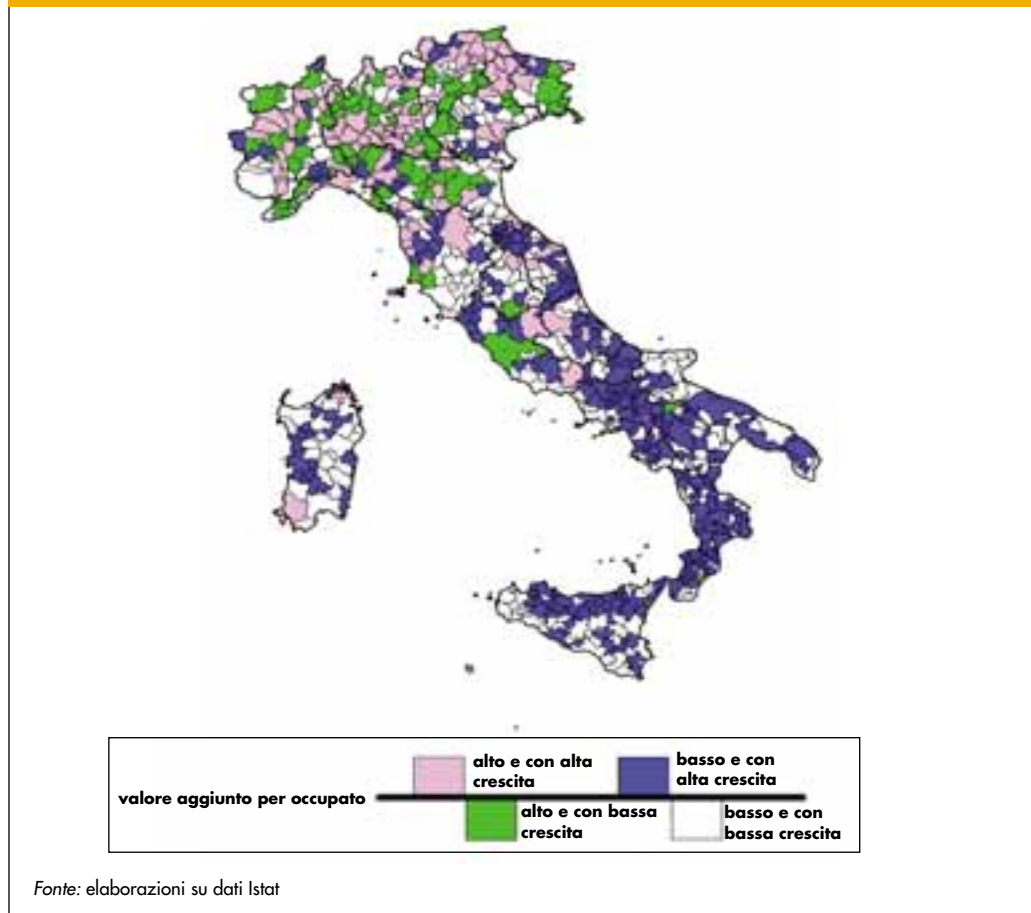 alto e con alta
crescita
basso e con
alta crescita
valore aggiunto per occupato
alto e con bassa
crescita
basso e con
bassa crescita
Fonte: elaborazioni su dati Istat